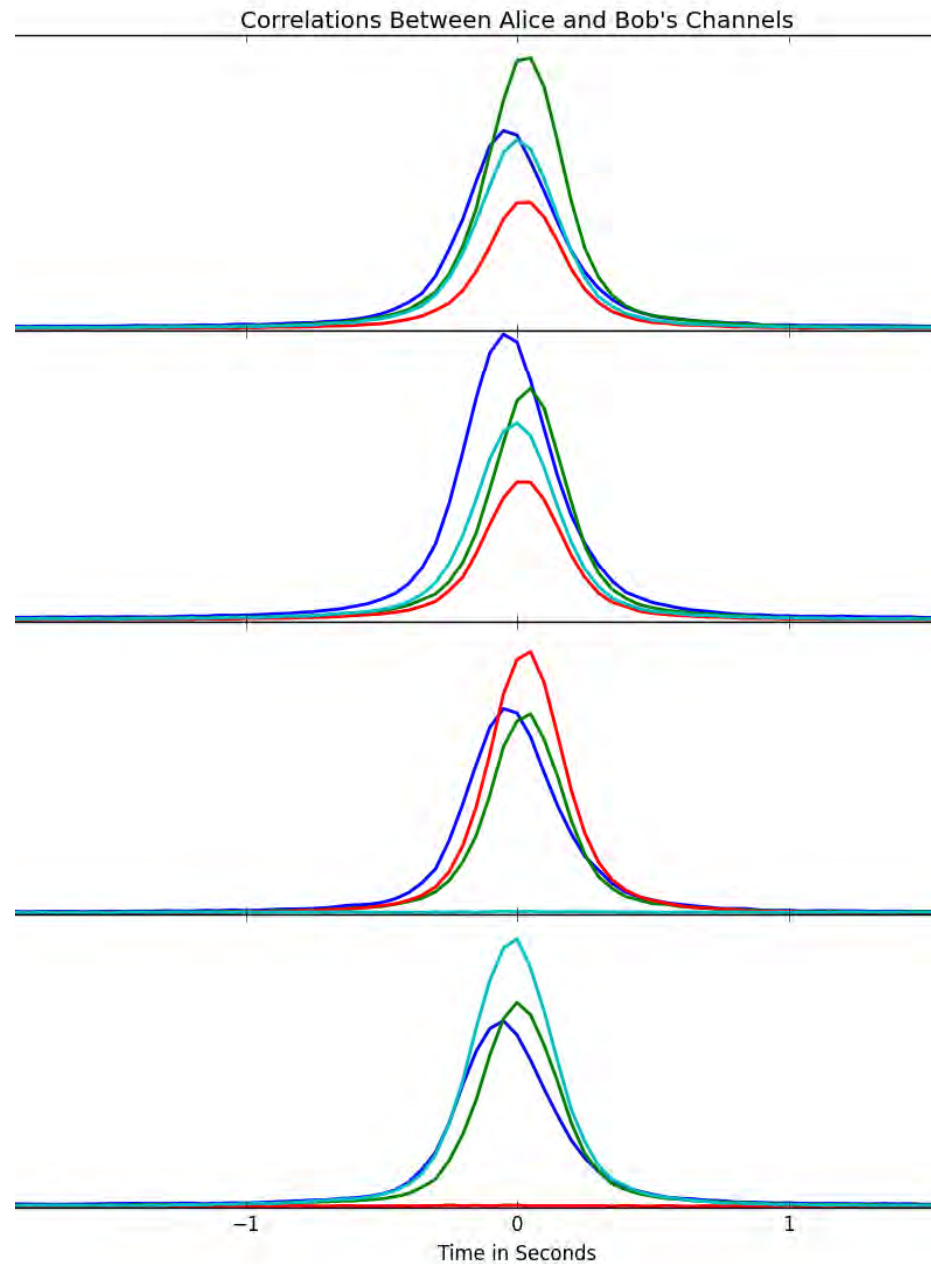 Correlations Between Alice and Bob's Channels
−1 0 1
Time in Seconds